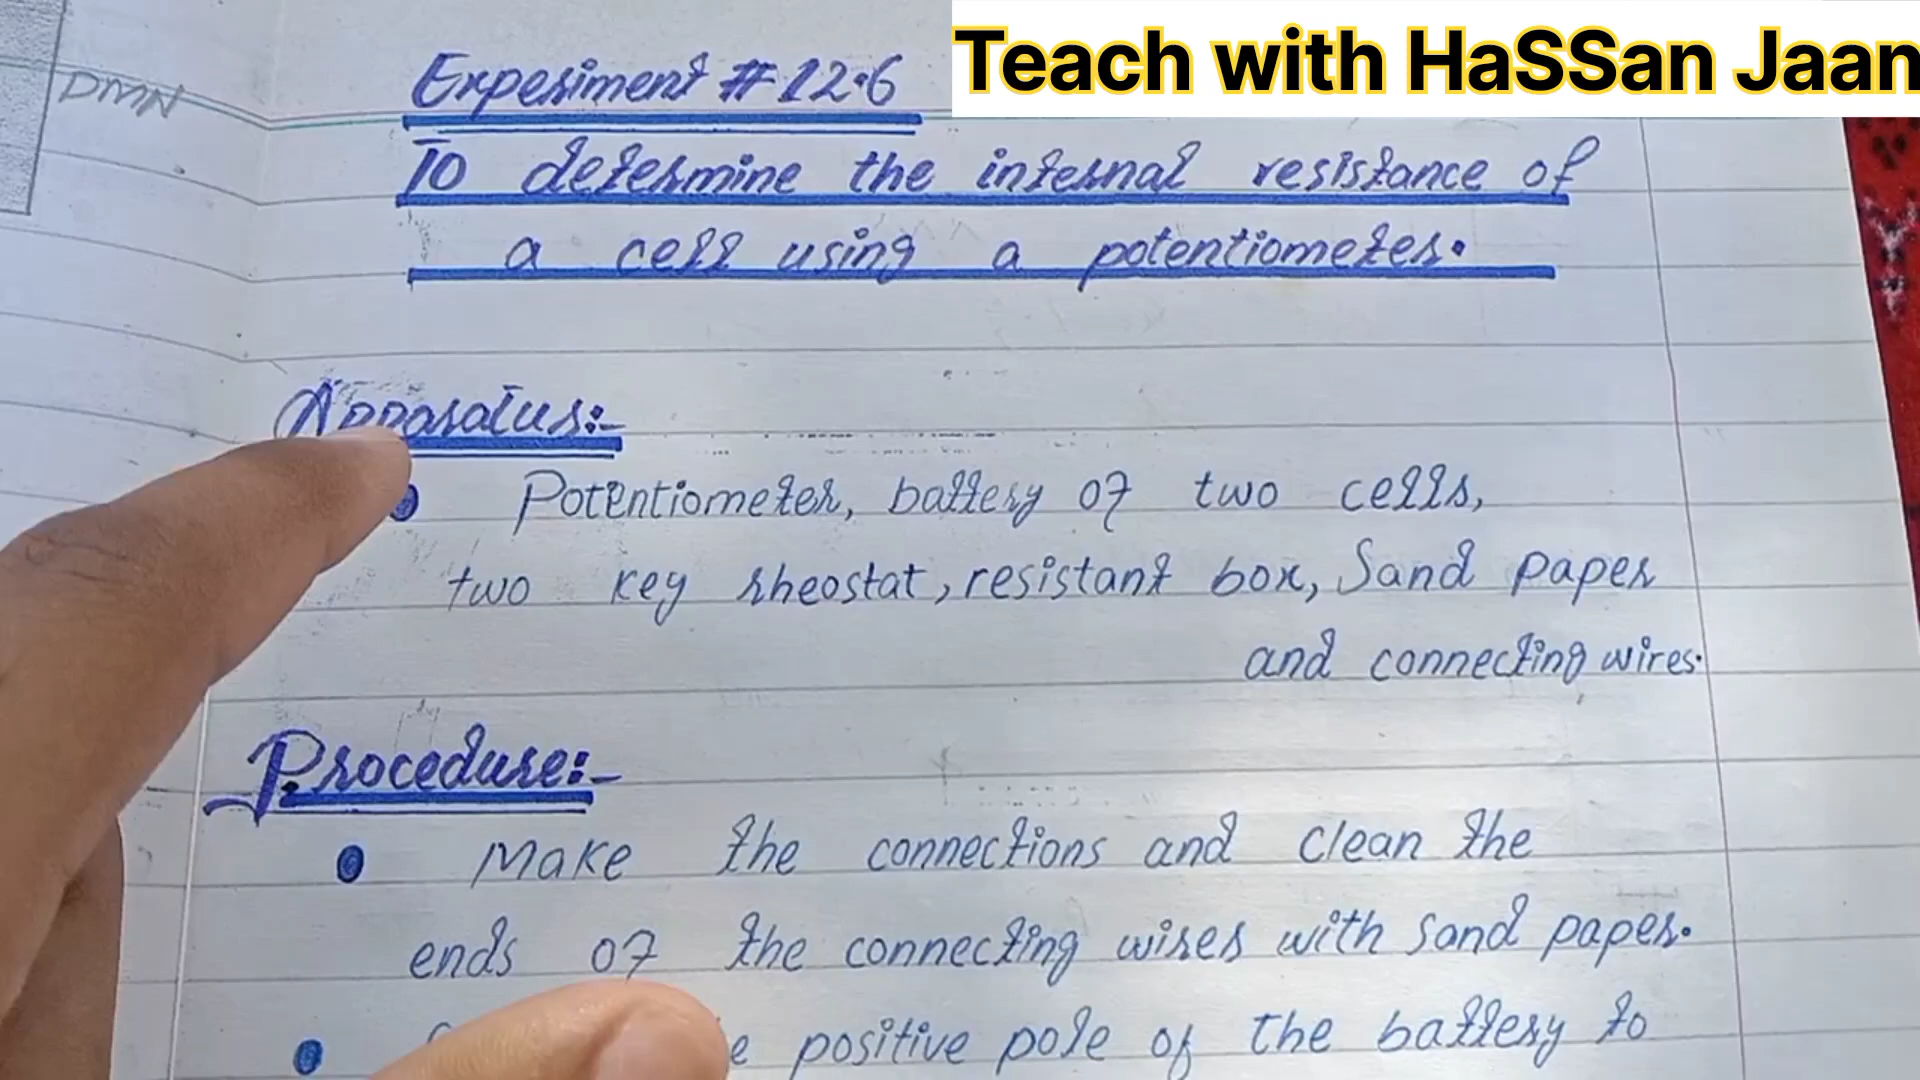 Teach with HaSSan Jaan
DMN
Experiment # 12.6
To determine the internal resistance of
a cell using a potentiometer.
Apparatus:-
Potentiometer, battery of two cells,
two key rheostat, resistant box, Sand paper
and connecting wires.
Procedure:-
Make the connections and clean the
ends of the connecting wires with sand paper.
positive pole of the battery to